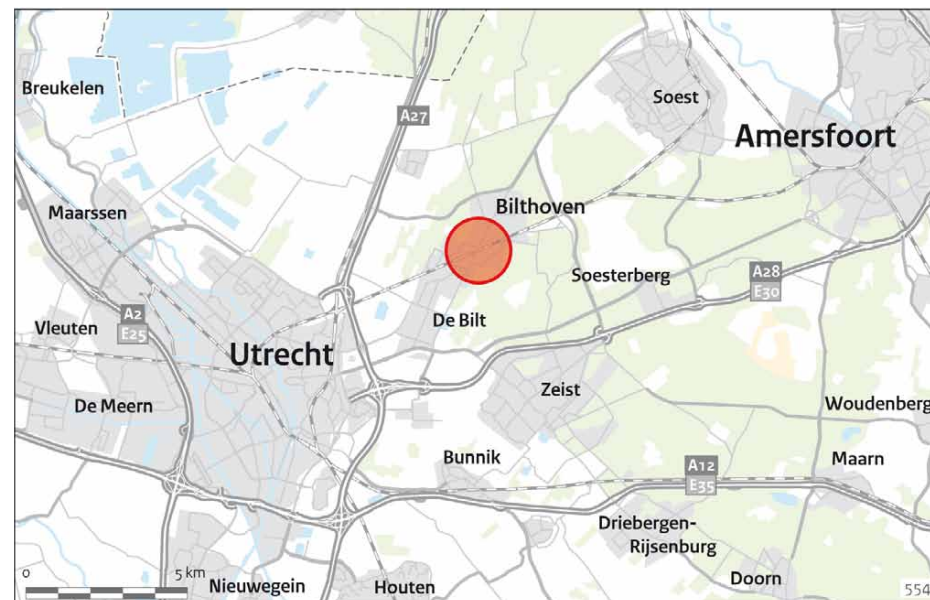 Breukelen
A27
Soest
Amersfoort
Maarssen
Bilthoven
Soesterberg
A28
E30
A2
E25
Vleuten
De Bilt
Utrecht
Zeist
De Meern
Woudenberg
Bunnik
A12
E35
Maarn
Driebergen-
Rijsenburg
0
5 km
Nieuwegein
Houten
Doorn
554